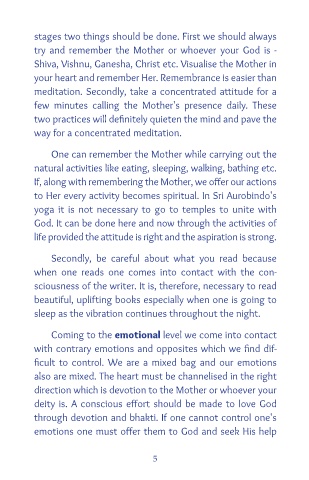 stages two things should be done. First we should always
try and remember the Mother or whoever your God is -
Shiva, Vishnu, Ganesha, Christ etc. Visualise the Mother in
your heart and remember Her. Remembrance is easier than
meditation. Secondly, take a concentrated attitude for a
few minutes calling the Mother's presence daily. These
two practices will definitely quieten the mind and pave the
way for a concentrated meditation.
One can remember the Mother while carrying out the
natural activities like eating, sleeping, walking, bathing etc.
If, along with remembering the Mother, we offer our actions
to Her every activity becomes spiritual. In Sri Aurobindo's
yoga it is not necessary to go to temples to unite with
God. It can be done here and now through the activities of
life provided the attitude is right and the aspiration is strong.
Secondly, be careful about what you read because
when one reads one comes into contact with the con-
sciousness of the writer. It is, therefore, necessary to read
beautiful, uplifting books especially when one is going to
sleep as the vibration continues throughout the night.
Coming to the emotional level we come into contact
with contrary emotions and opposites which we find dif-
ficult to control. We are a mixed bag and our emotions
also are mixed. The heart must be channelised in the right
direction which is devotion to the Mother or whoever your
deity is. A conscious effort should be made to love God
through devotion and bhakti. If one cannot control one's
emotions one must offer them to God and seek His help
5